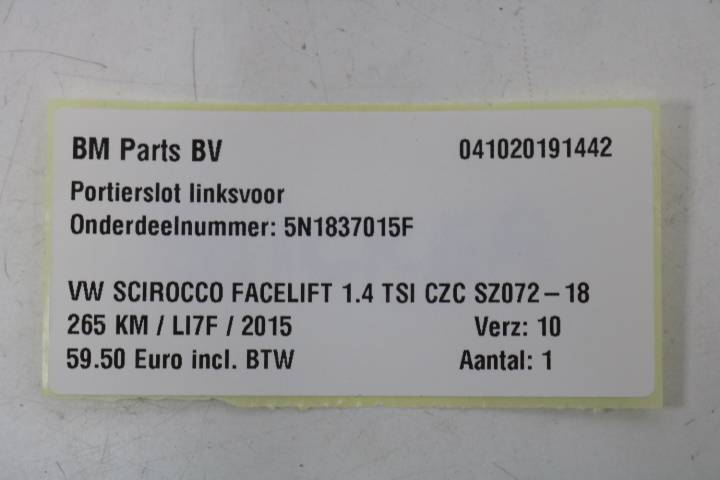 BM Parts BV 041020191442
Portierslot linksvoor
Onderdeelnummer: 5N1837015F
VW SCIROCCO FACELIFT 1.4 TSI CZC SZ072-18
265 KM / LI7F / 2015 Verz: 10
59.50 Euro incl. BTW Aantal: 1